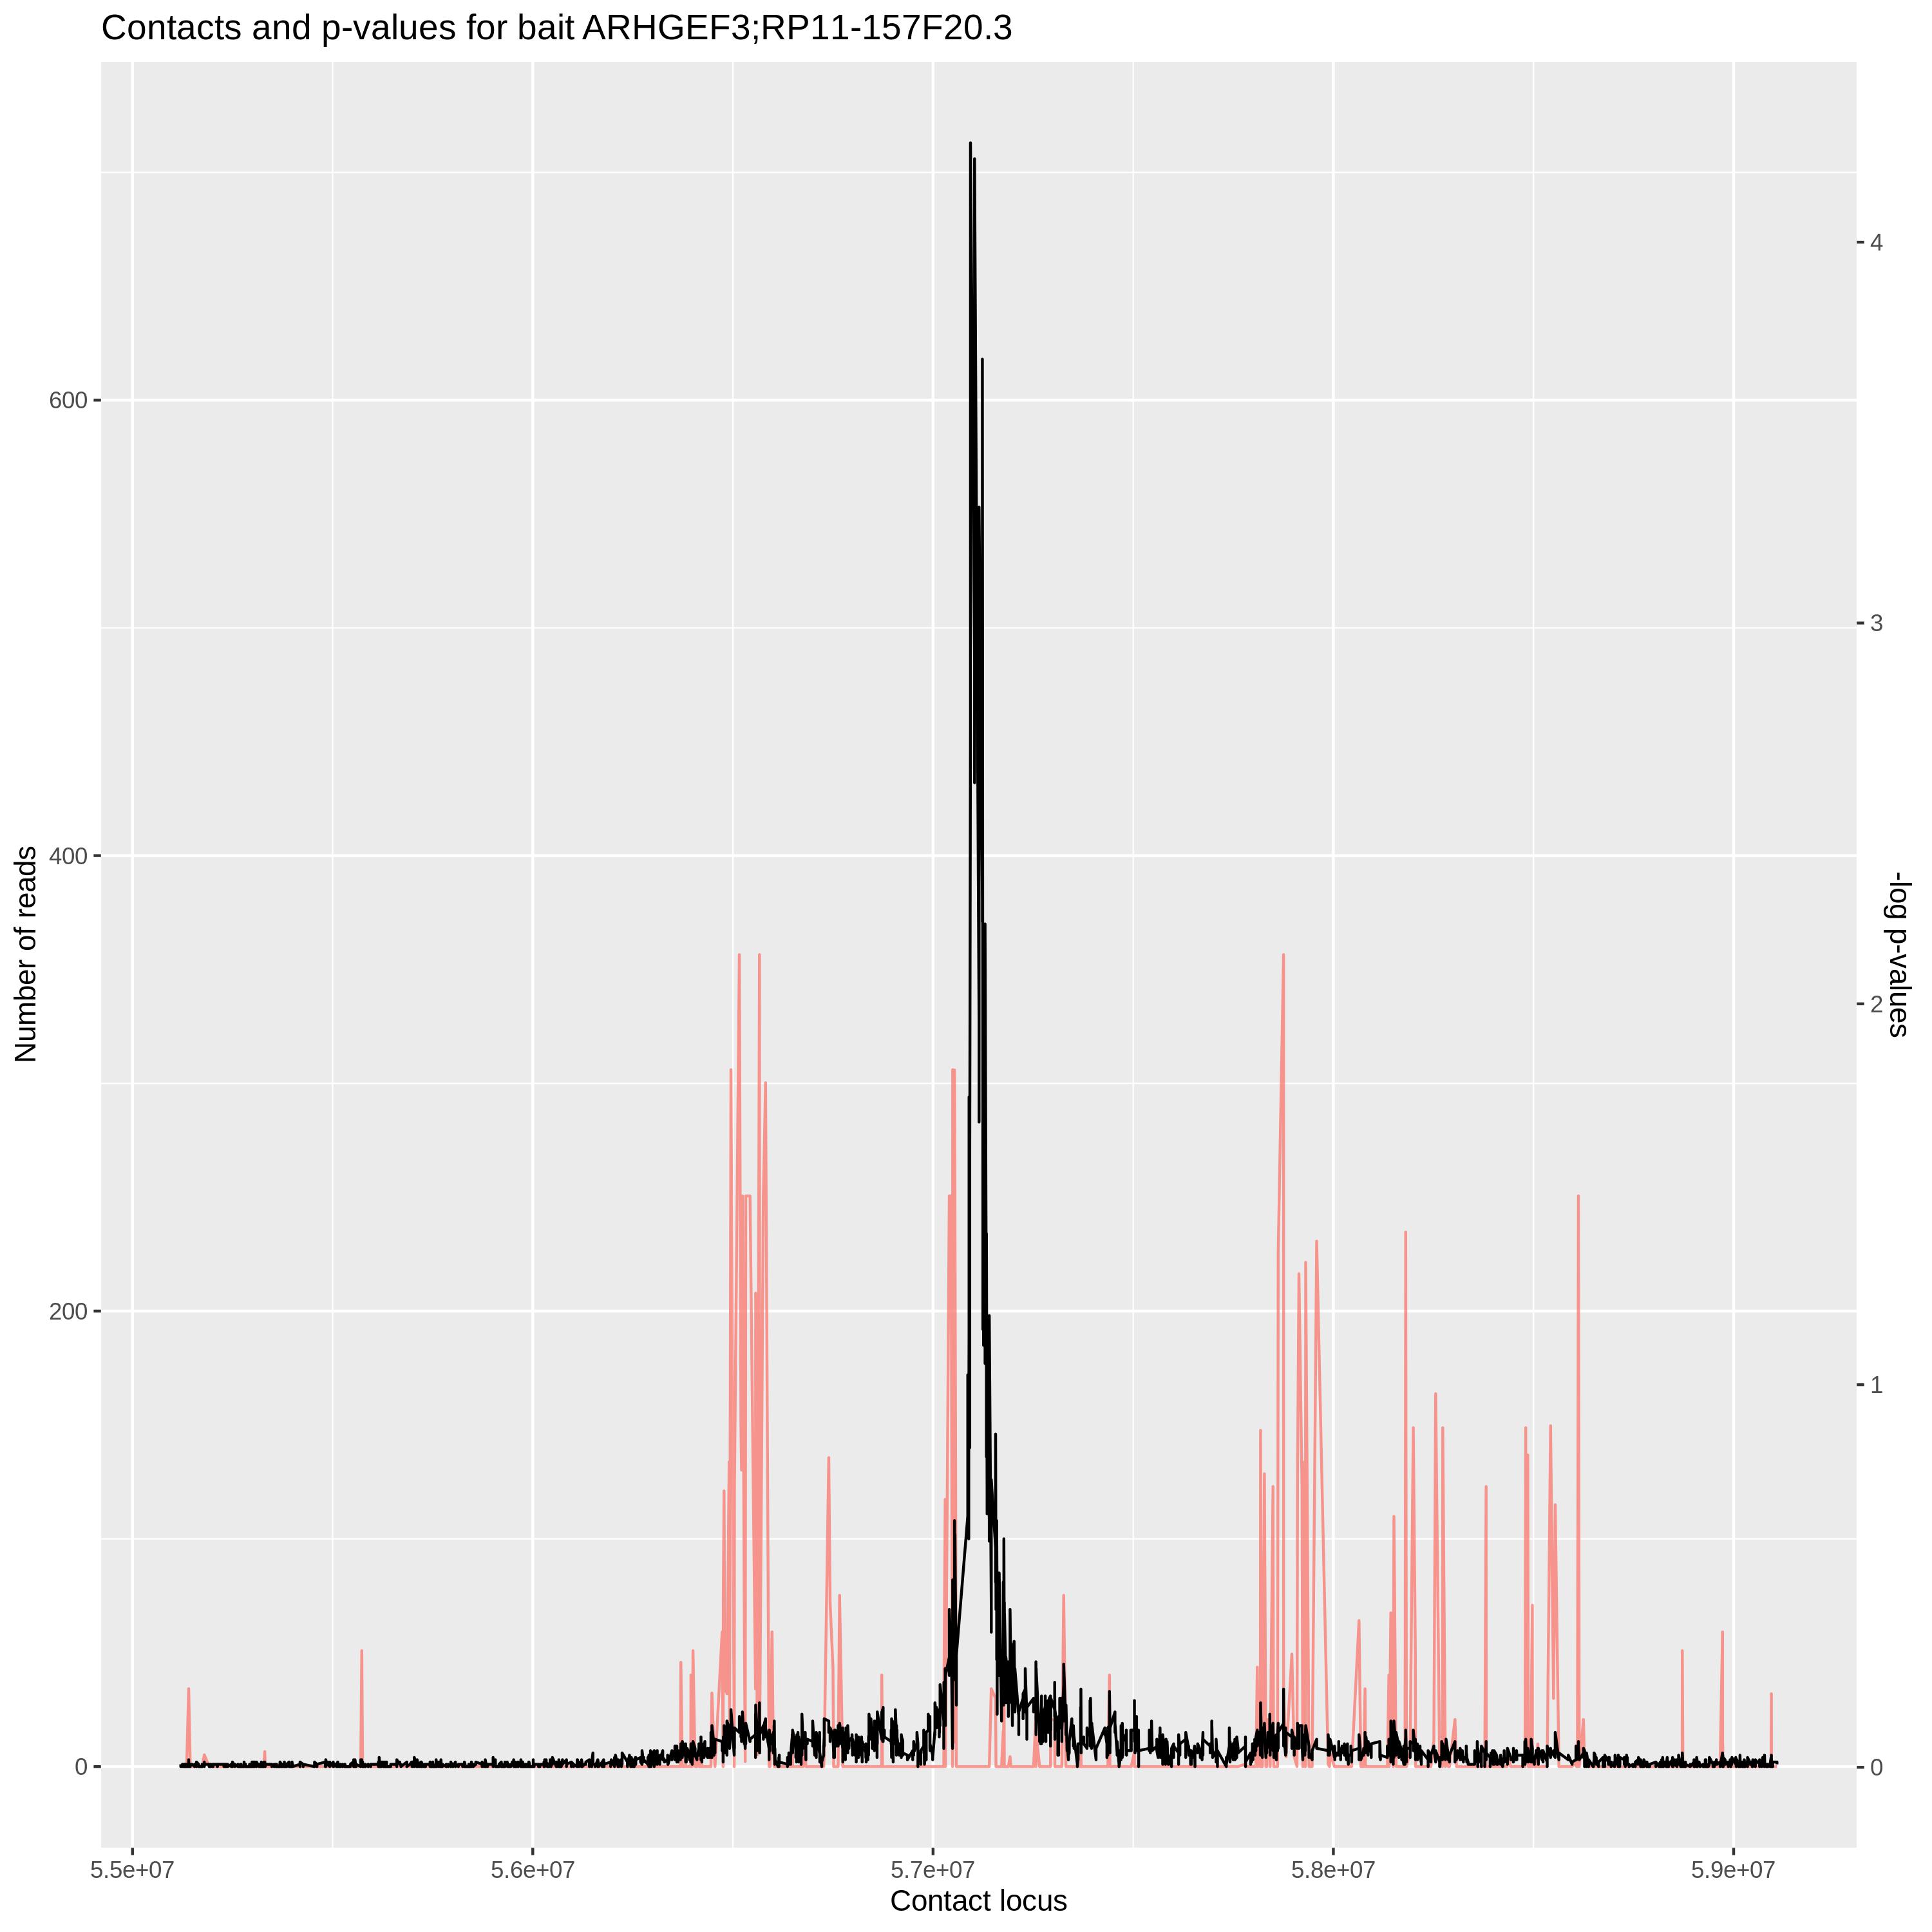 Contacts and p-values for bait ARHGEF3;RP11-157F20.3
Number of reads
600
400
200
0
4
3
2
1
0
-log p-values
5.5e+07
5.6e+07
5.7e+07
5.8e+07
5.9e+07
Contact locus